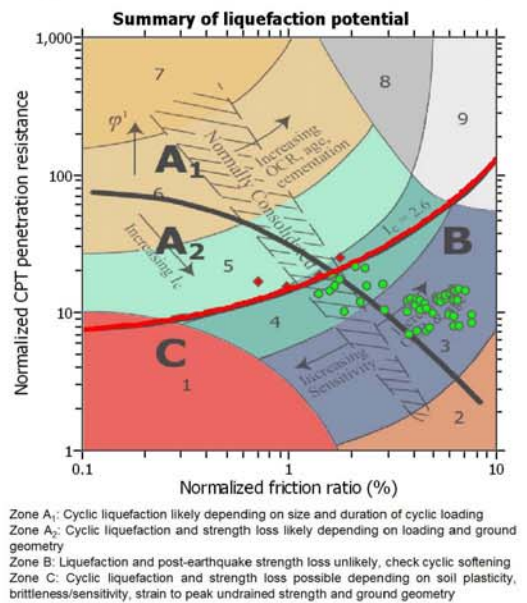 Summary of liquefaction potential
1,000
7
8
9
φ'
Increasing
OCR, age,
cementation
Normally Consolidated
A1
100
6
A2
Ic = 2.6
B
Increasing Ic
5
10
4
C
1
3
Increasing
Sensitivity
2
1
0.1
1
10
Normalized CPT penetration resistance
Normalized friction ratio (%)
Zone A1: Cyclic liquefaction likely depending on size and duration of cyclic loading
Zone A2: Cyclic liquefaction and strength loss likely depending on loading and ground
geometry
Zone B: Liquefaction and post-earthquake strength loss unlikely, check cyclic softening
Zone C: Cyclic liquefaction and strength loss possible depending on soil plasticity,
brittleness/sensitivity, strain to peak undrained strength and ground geometry